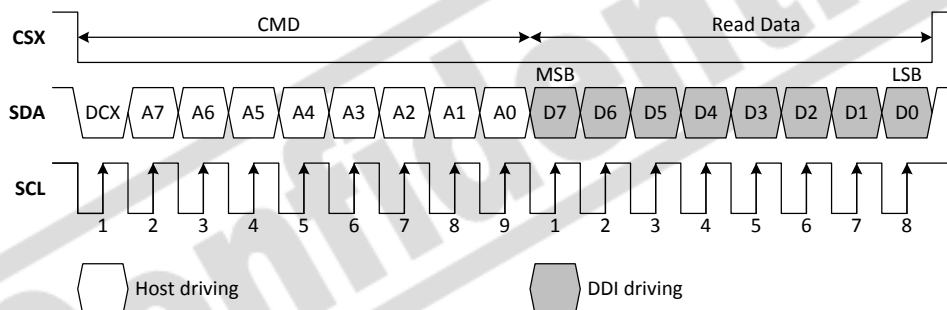 CSX CMD Read Data
MSB LSB
SDA DCX A7 A6 A5 A4 A3 A2 A1 A0 D7 D6 D5 D4 D3 D2 D1 D0
SCL
1 2 3 4 5 6 7 8 9 1 2 3 4 5 6 7 8
Host driving DDI driving
Confidential